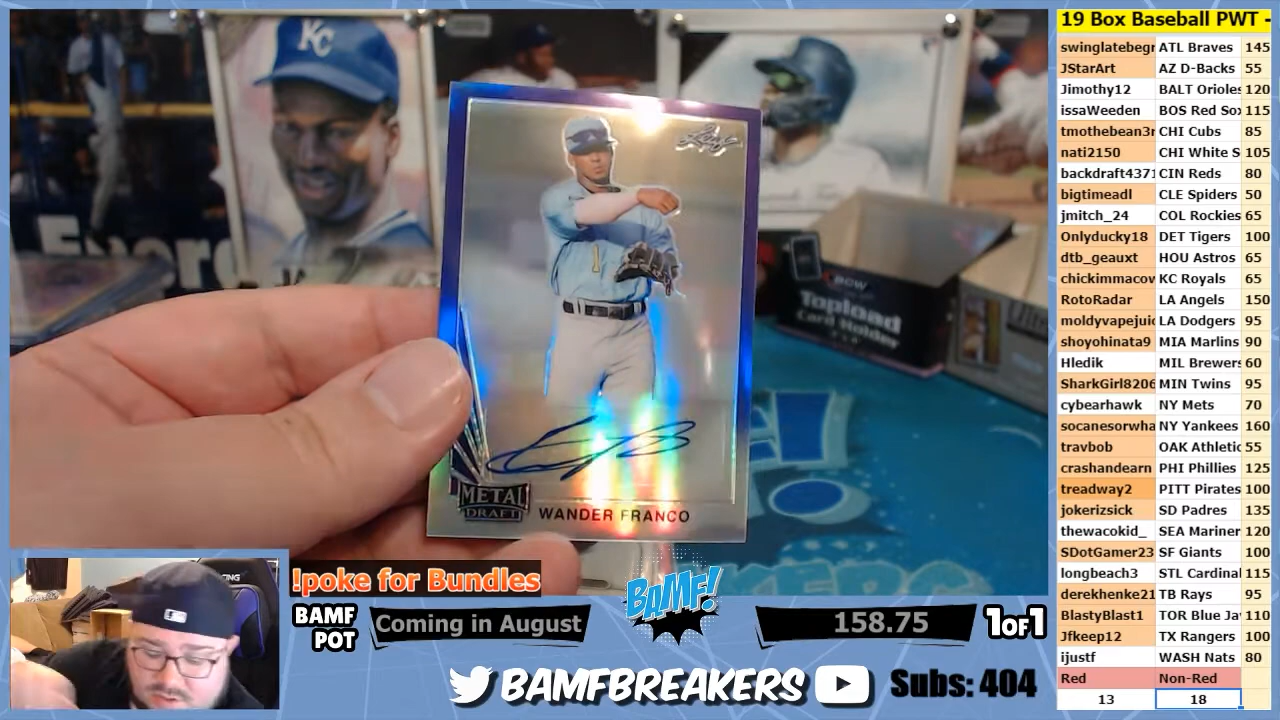 KC
Leaf
1
METAL
DRAFT
WANDER FRANCO
Topload
Card Holder
!poke for Bundles
BAMF
POT
Coming in August
BAMF!
158.75
1OF1
BAMFBREAKERS
Subs: 404
19 Box Baseball PWT -
swinglatebegr ATL Braves 145
JStarArt AZ D-Backs 55
Jimothy12 BALT Orioles 120
issaWeeden BOS Red Sox 115
tmothebean3r CHI Cubs 85
nati2150 CHI White S 105
backdraft4371 CIN Reds 80
bigtimeadl CLE Spiders 50
jmitch_24 COL Rockies 65
Onlyducky18 DET Tigers 100
dtb_geauxt HOU Astros 65
chickimmacov KC Royals 65
RotoRadar LA Angels 150
moldyvapejuic LA Dodgers 95
shoyohinata9 MIA Marlins 90
Hledik MIL Brewers 60
SharkGirl8206 MIN Twins 95
cybearhawk NY Mets 70
socanesorwha NY Yankees 160
travbob OAK Athletic 55
crashandearn PHI Phillies 125
treadway2 PITT Pirates 100
jokerizsick SD Padres 135
thewacokid_ SEA Mariner 120
SDotGamer23 SF Giants 100
longbeach3 STL Cardinal 115
derekhenke21 TB Rays 95
BlastyBlast1 TOR Blue Ja 110
Jfkeep12 TX Rangers 100
ijustf WASH Nats 80
Red Non-Red
13 18